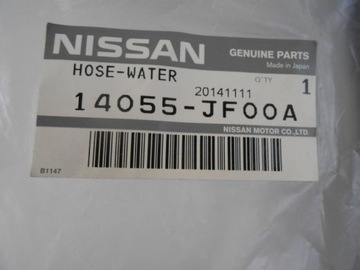 NISSAN
GENUINE PARTS
Made in Japan
HOSE-WATER
20141111
Q'TY
1
14055-JF00A
NISSAN MOTOR CO.,LTD.
B1147